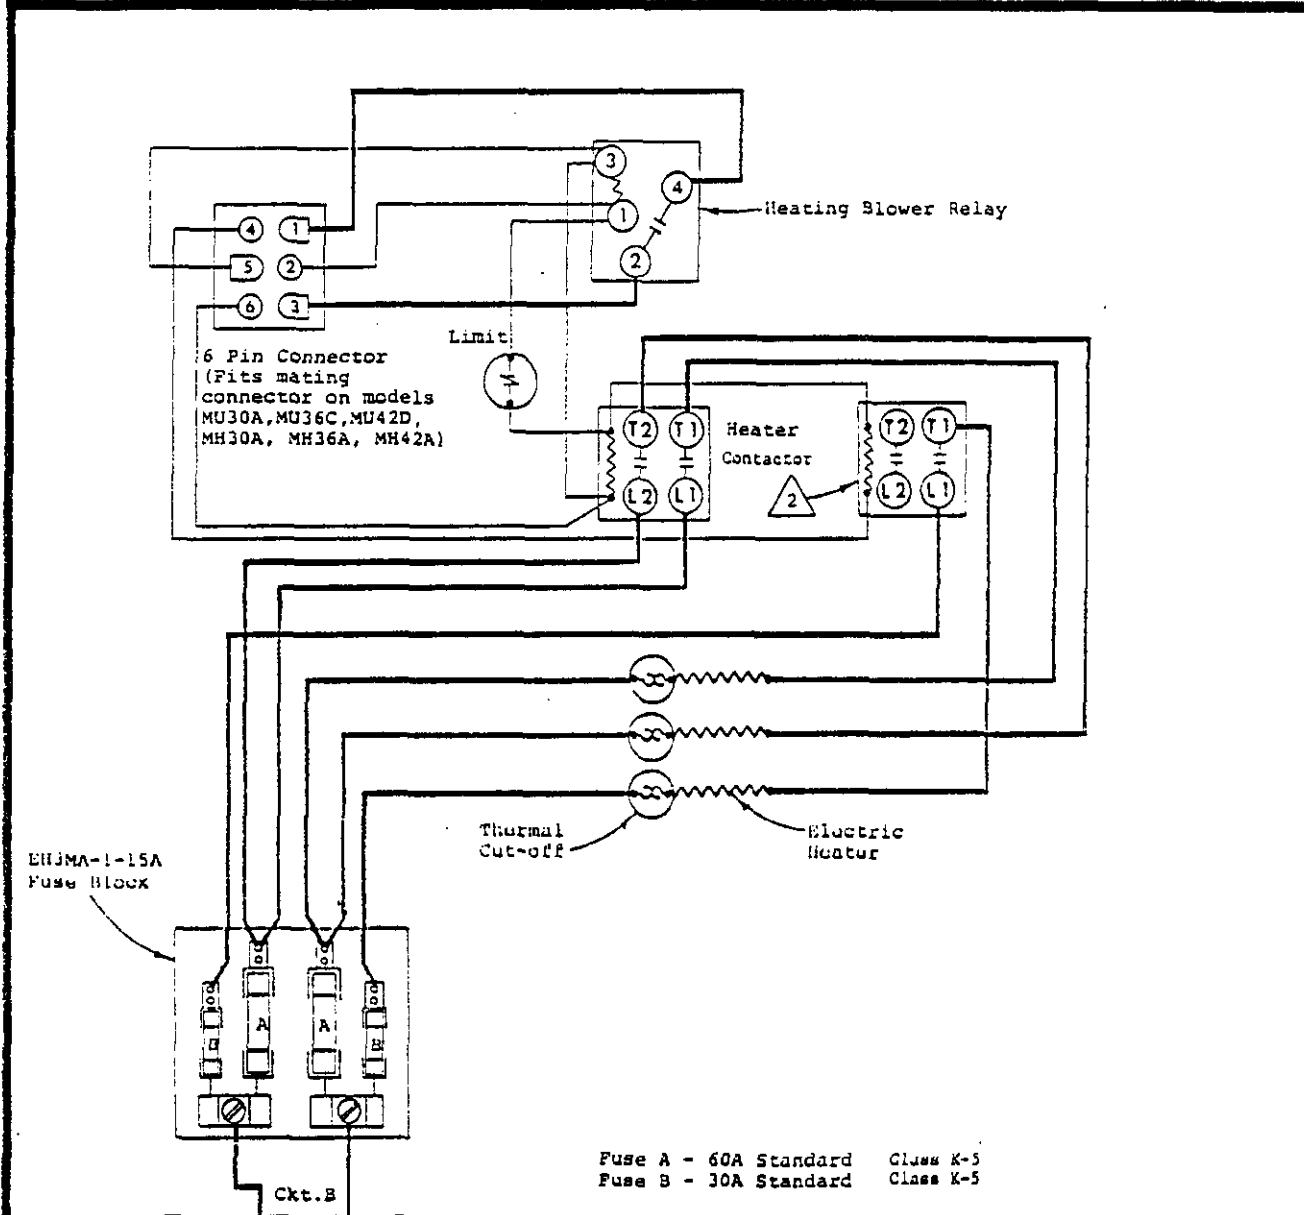 3
4
1
2
Heating Blower Relay
4 1
5 2
6 3
Limit
6 Pin Connector
(Fits mating
connector on models
MU30A,MU36C,MU42D,
MH30A, MH36A, MH42A)
T2 T1
Heater
Contactor
L2 L1
2
T2 T1
L2 L1
Thermal
Cut-off
Electric
Heater
EHJMA-1-15A
Fuse Block
A A
B
Fuse A - 60A Standard Class K-5
Fuse B - 30A Standard Class K-5
Ckt.B